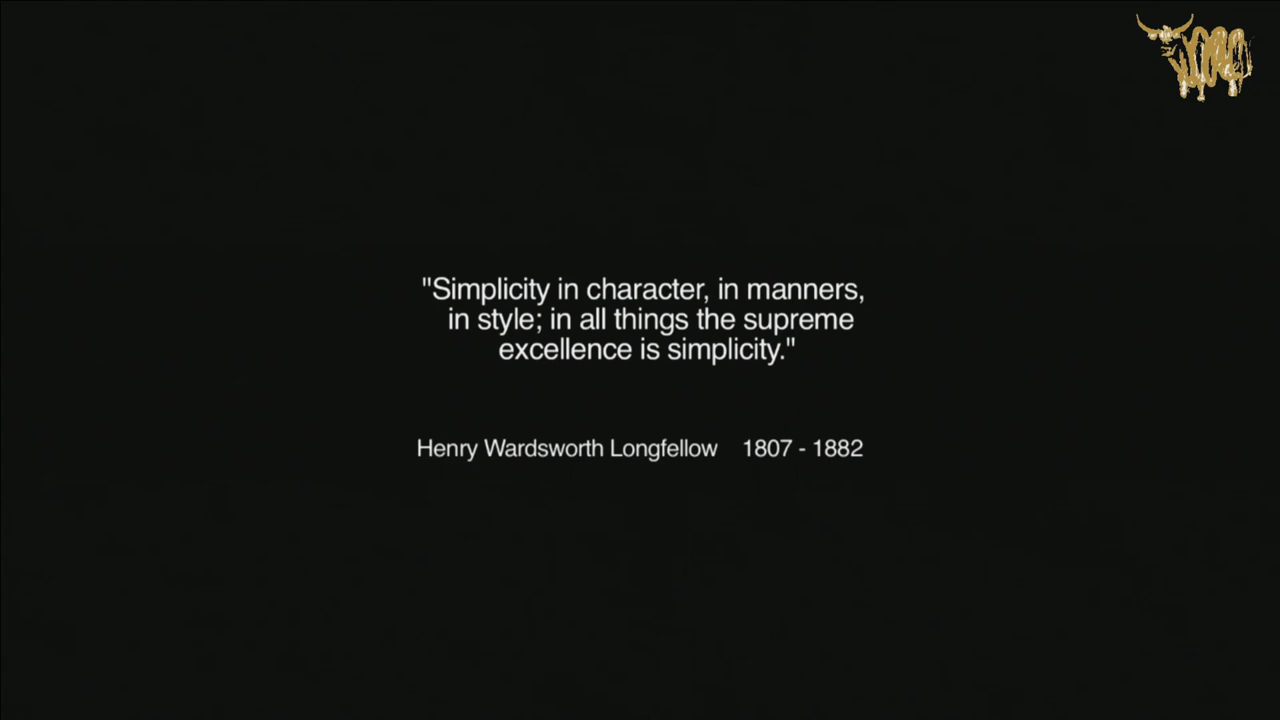 "Simplicity in character, in manners,
in style; in all things the supreme
excellence is simplicity."
Henry Wardsworth Longfellow 1807 - 1882